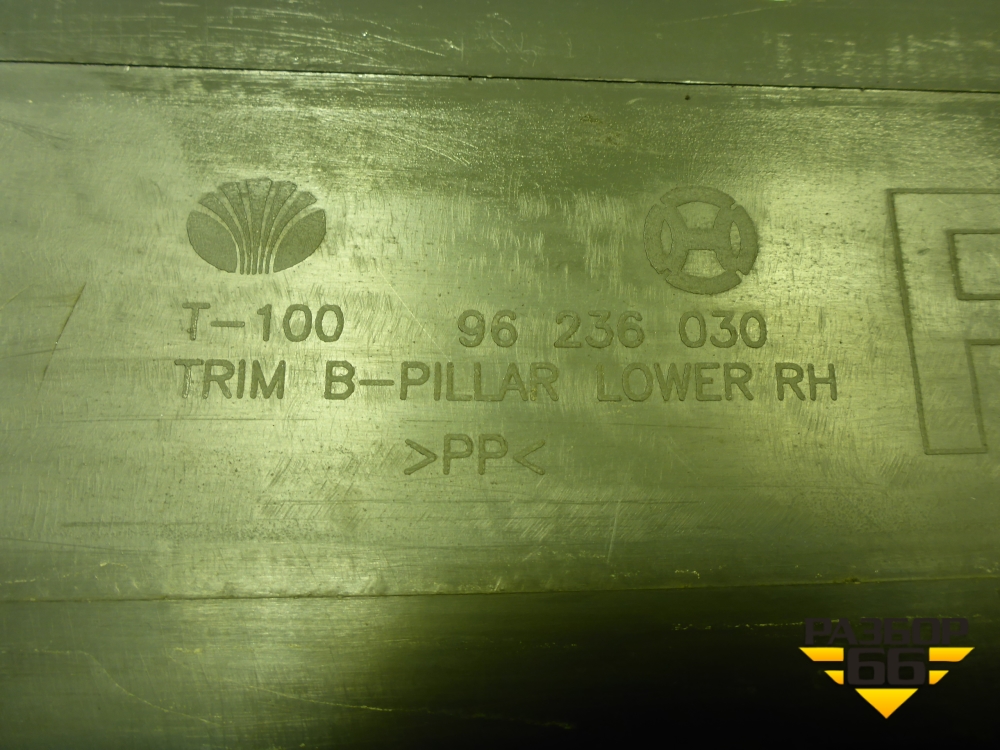 T-100 96 236 030
TRIM B-PILLAR LOWER RH
>PP<
РАЗБОР
66